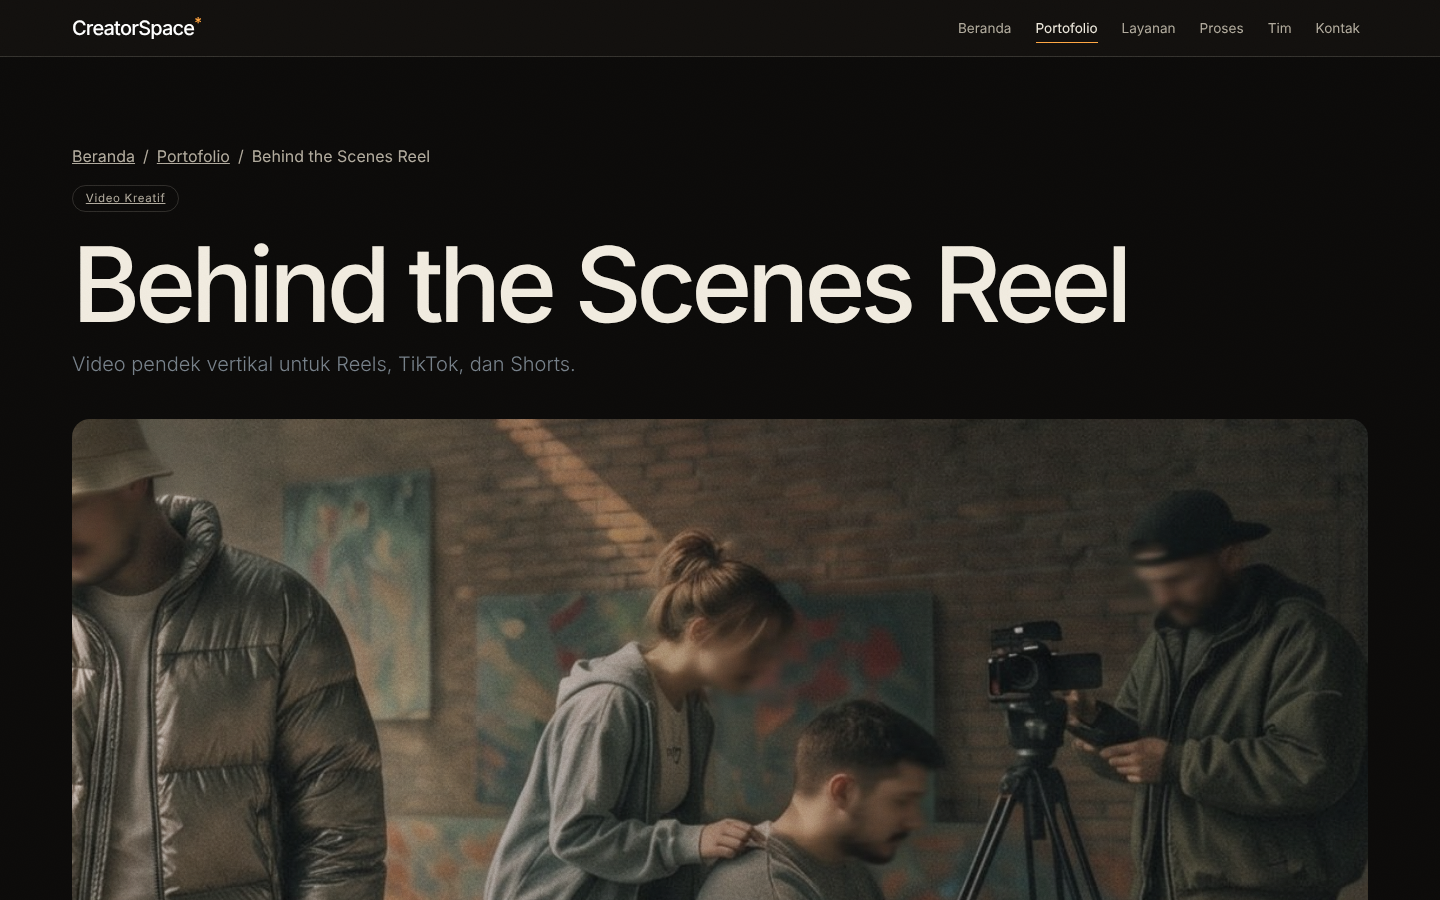 CreatorSpace*
Beranda Portofolio Layanan Proses Tim Kontak
Beranda / Portofolio / Behind the Scenes Reel
Video Kreatif
Behind the Scenes Reel
Video pendek vertikal untuk Reels, TikTok, dan Shorts.